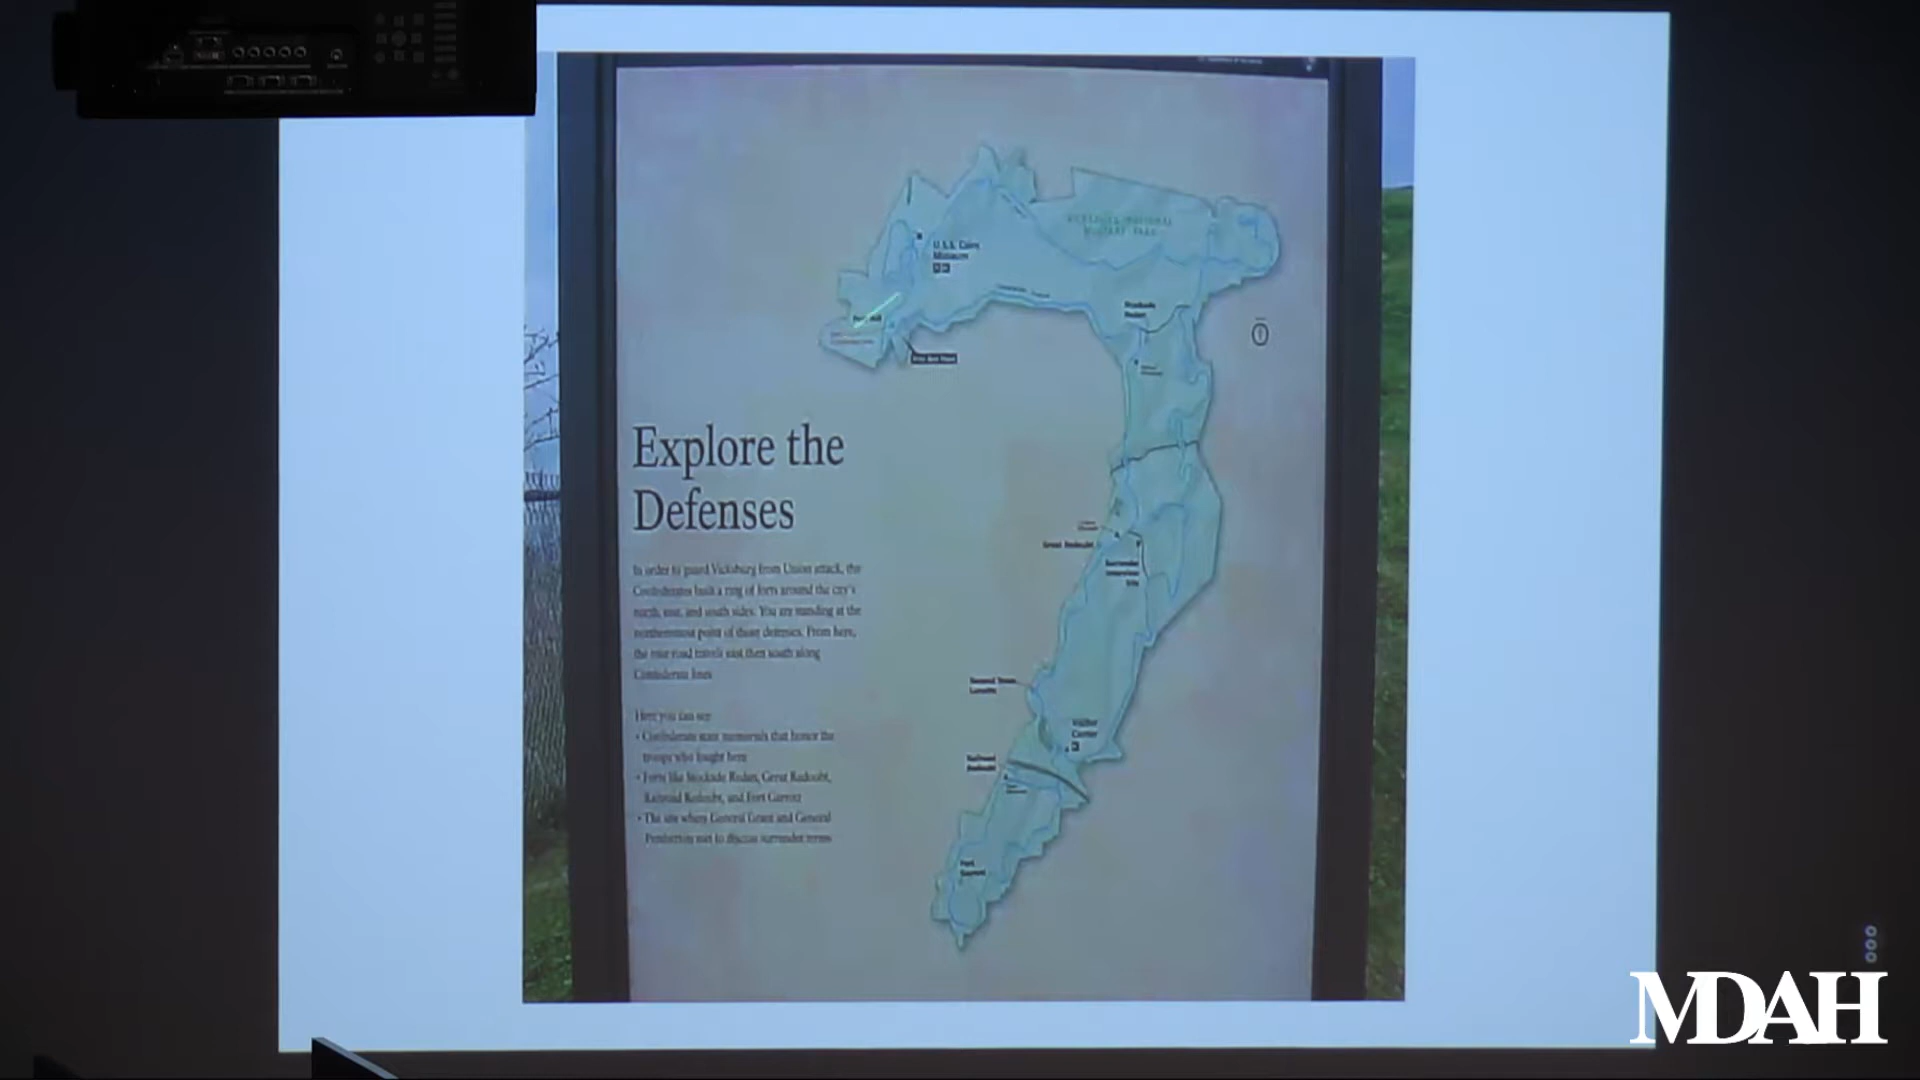 U.S.S. Cairo
Museum
Stockade
Redan
Great Redoubt
Surrender
Interview
Site
Visitor
Center
Railroad
Redoubt
Fort
Garrott
Explore the
Defenses
In order to guard Vicksburg from Union attack, the
Confederates built a ring of forts around the city's
north, east, and south sides. You are standing at the
northernmost point of those defenses. From here,
the tour road travels east then south along
Confederate lines
Here you can see
• Confederate state memorials that honor the
troops who fought here
• Forts like Stockade Redan, Great Redoubt,
Railroad Redoubt, and Fort Garrott
• The site where General Grant and General
Pemberton met to discuss surrender terms
MDAH